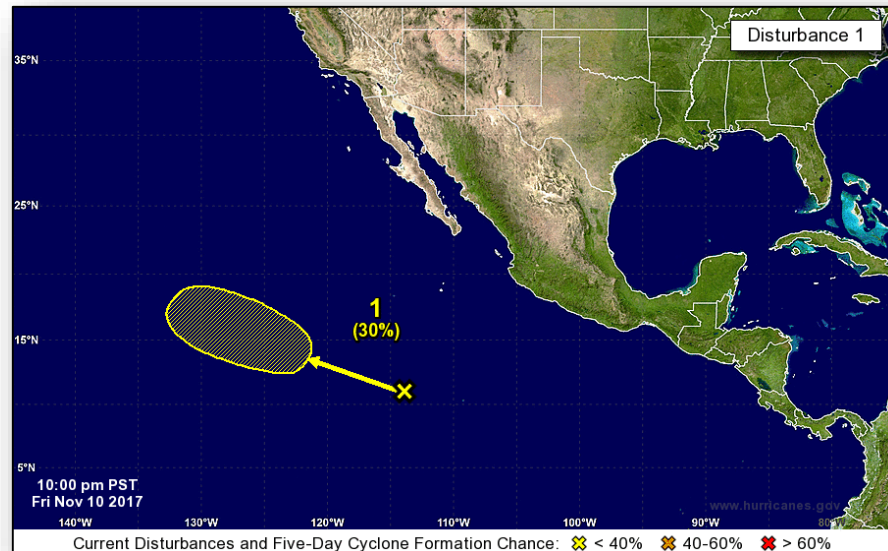 Disturbance 1
35°N
25°N
1
(30%)
15°N
5°N
10:00 pm PST
Fri Nov 10 2017
www.hurricanes.gov
140°W 130°W 120°W 110°W 100°W 90°W 80°W
Current Disturbances and Five-Day Cyclone Formation Chance: < 40% 40-60% > 60%